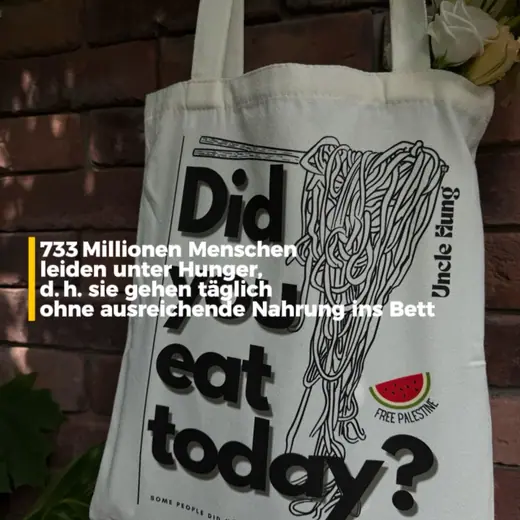 Did
you
eat
today?
Uncle Hung
FREE PALESTINE
SOME PEOPLE DID
733 Millionen Menschen
leiden unter Hunger,
d. h. sie gehen täglich
ohne ausreichende Nahrung ins Bett